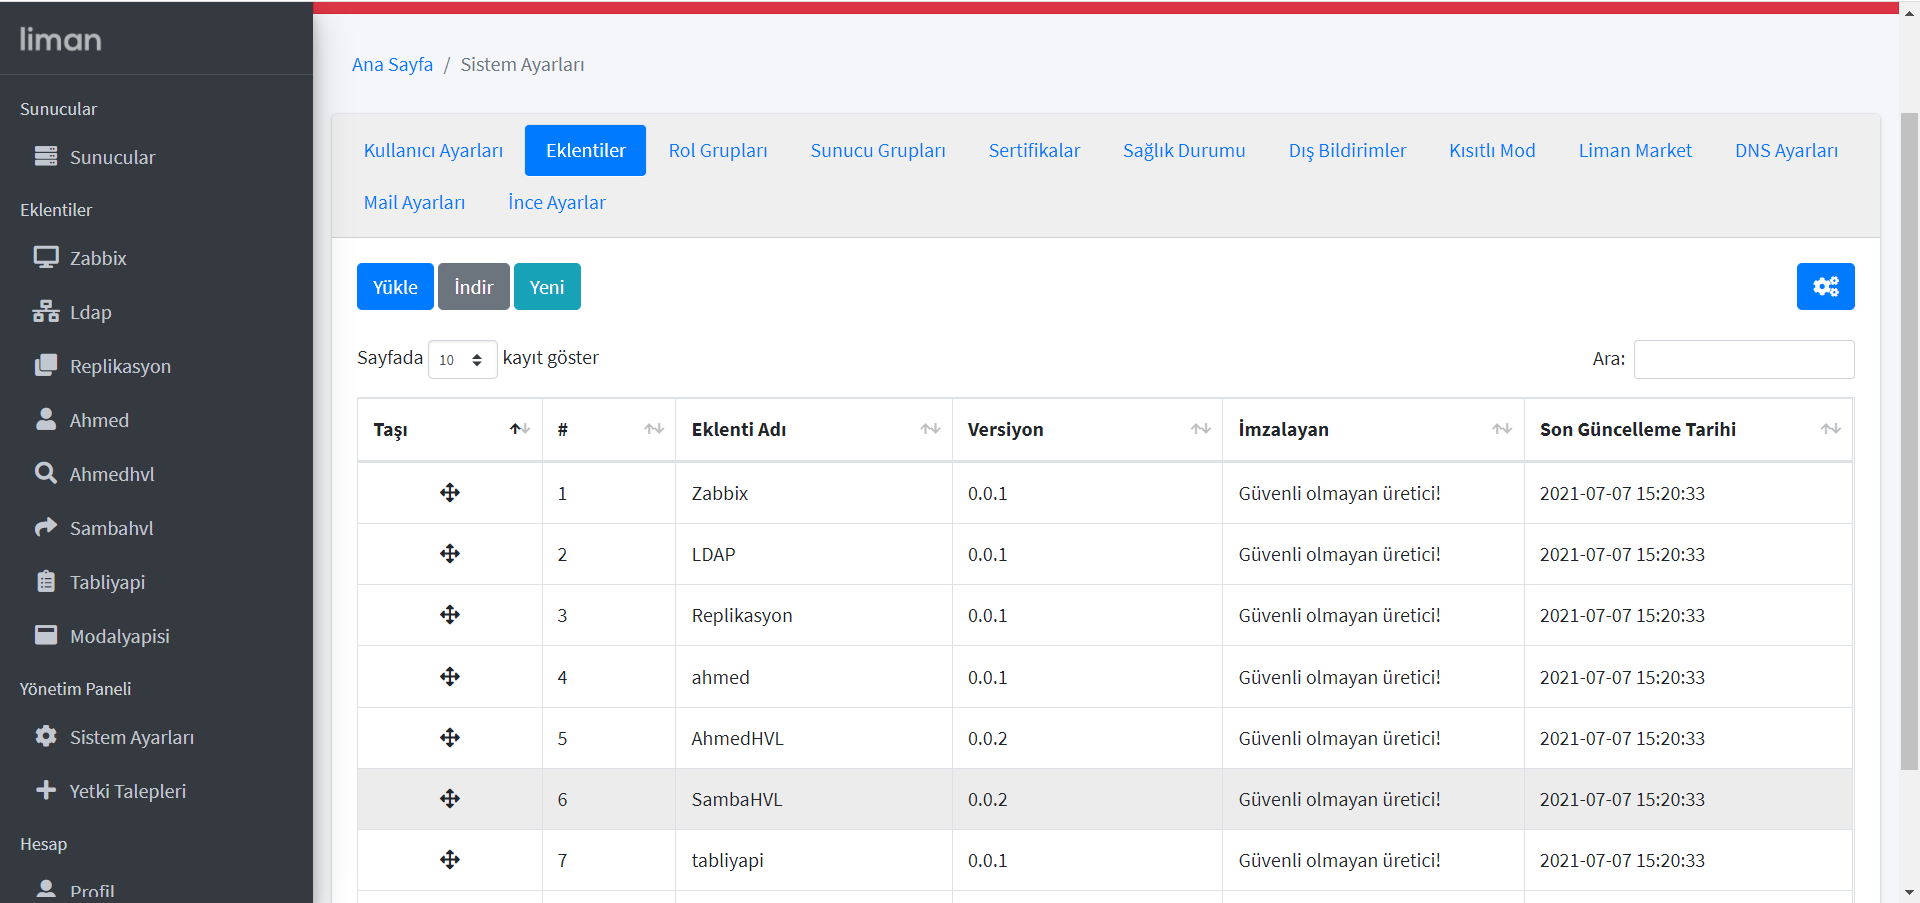 liman
Sunucular
Sunucular
Eklentiler
Zabbix
Ldap
Replikasyon
Ahmed
Ahmedhvl
Sambahvl
Tabliyapi
Modalyapisi
Yönetim Paneli
Sistem Ayarları
Yetki Talepleri
Hesap
Profil
Ana Sayfa / Sistem Ayarları
Kullanıcı Ayarları Eklentiler Rol Grupları Sunucu Grupları Sertifikalar Sağlık Durumu Dış Bildirimler Kısıtlı Mod Liman Market DNS Ayarları
Mail Ayarları İnce Ayarlar
Yükle İndir Yeni
Sayfada 10 kayıt göster Ara:
Taşı # Eklenti Adı Versiyon İmzalayan Son Güncelleme Tarihi
1 Zabbix 0.0.1 Güvenli olmayan üretici! 2021-07-07 15:20:33
2 LDAP 0.0.1 Güvenli olmayan üretici! 2021-07-07 15:20:33
3 Replikasyon 0.0.1 Güvenli olmayan üretici! 2021-07-07 15:20:33
4 ahmed 0.0.1 Güvenli olmayan üretici! 2021-07-07 15:20:33
5 AhmedHVL 0.0.2 Güvenli olmayan üretici! 2021-07-07 15:20:33
6 SambaHVL 0.0.2 Güvenli olmayan üretici! 2021-07-07 15:20:33
7 tabliyapi 0.0.1 Güvenli olmayan üretici! 2021-07-07 15:20:33